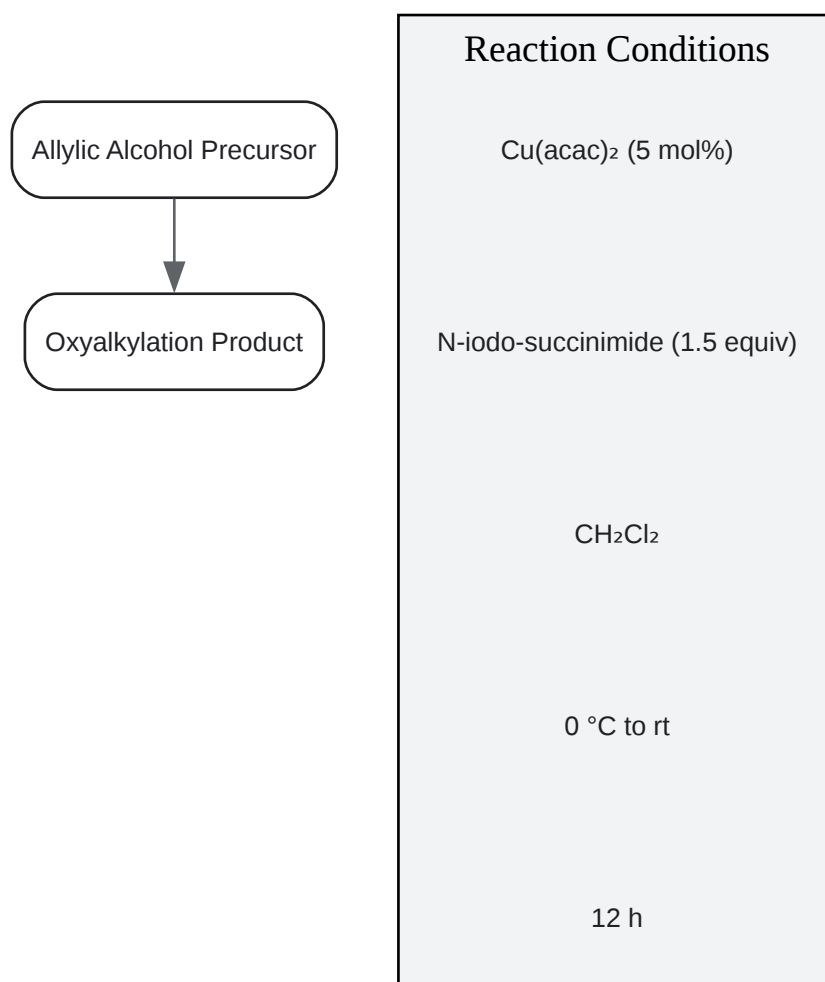 Reaction Conditions
Allylic Alcohol Precursor
Cu(acac)₂ (5 mol%)
Oxyalkylation Product
N-iodo-succinimide (1.5 equiv)
CH₂Cl₂
0 °C to rt
12 h